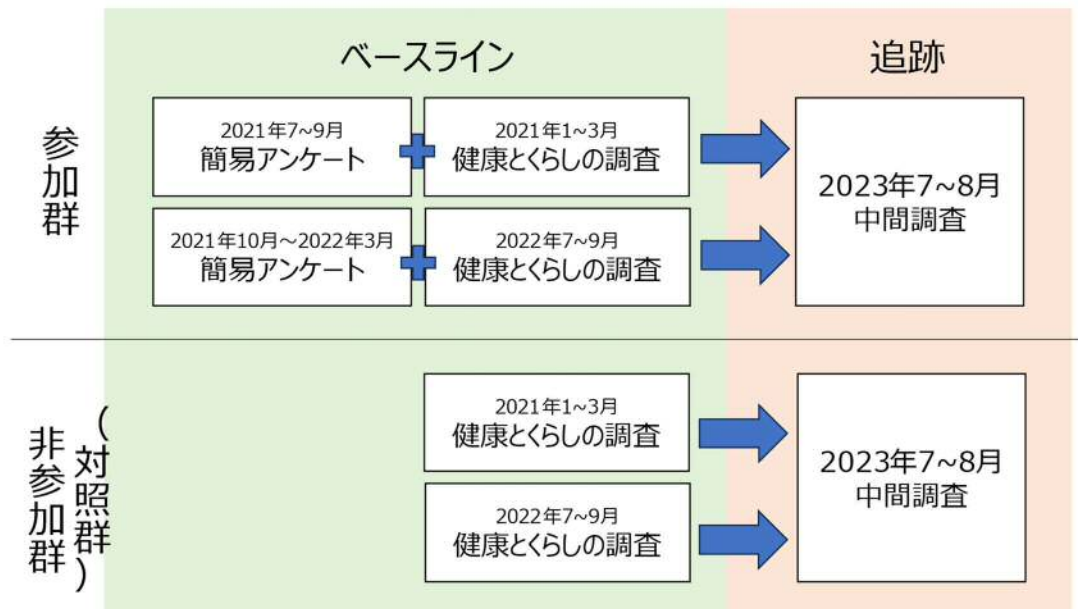 ベースライン
追跡
参加群
2021年7~9月
簡易アンケート
2021年1~3月
健康とくらしの調査
2021年10月～2022年3月
簡易アンケート
2022年7~9月
健康とくらしの調査
2023年7~8月
中間調査
非参加群
(対照群)
2021年1~3月
健康とくらしの調査
2022年7~9月
健康とくらしの調査
2023年7~8月
中間調査